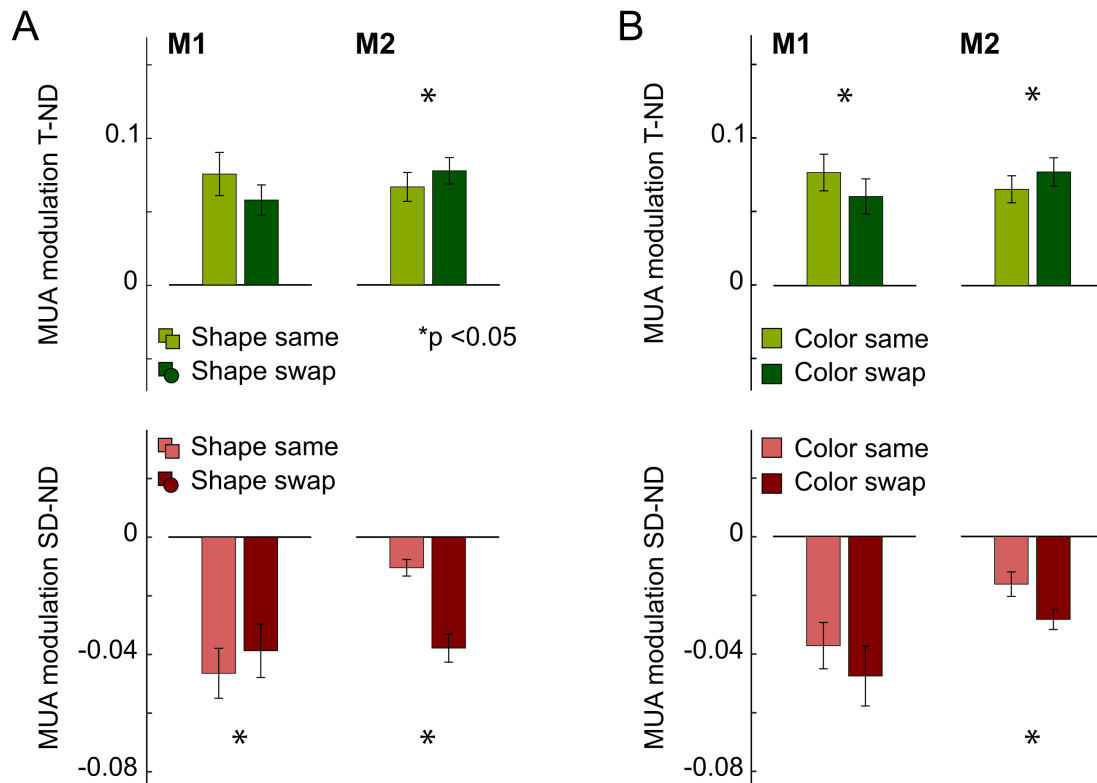 A
M1
M2
*
MUA modulation T-ND
0.1
0
Shape same
Shape swap
*p <0.05
Shape same
Shape swap
MUA modulation SD-ND
0
-0.04
-0.08
*
*
B
M1
M2
*
*
MUA modulation T-ND
0.1
0
Color same
Color swap
Color same
Color swap
MUA modulation SD-ND
0
-0.04
-0.08
*